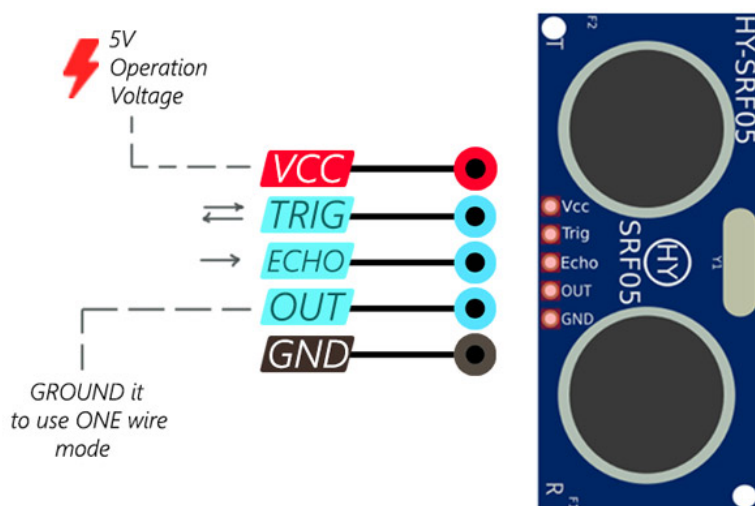 5V
Operation
Voltage
VCC
TRIG
ECHO
OUT
GND
GROUND it
to use ONE wire
mode
T
F2
HY-SRF05
Vcc
Trig
Echo
OUT
GND
SRF05
HY
Y1
R